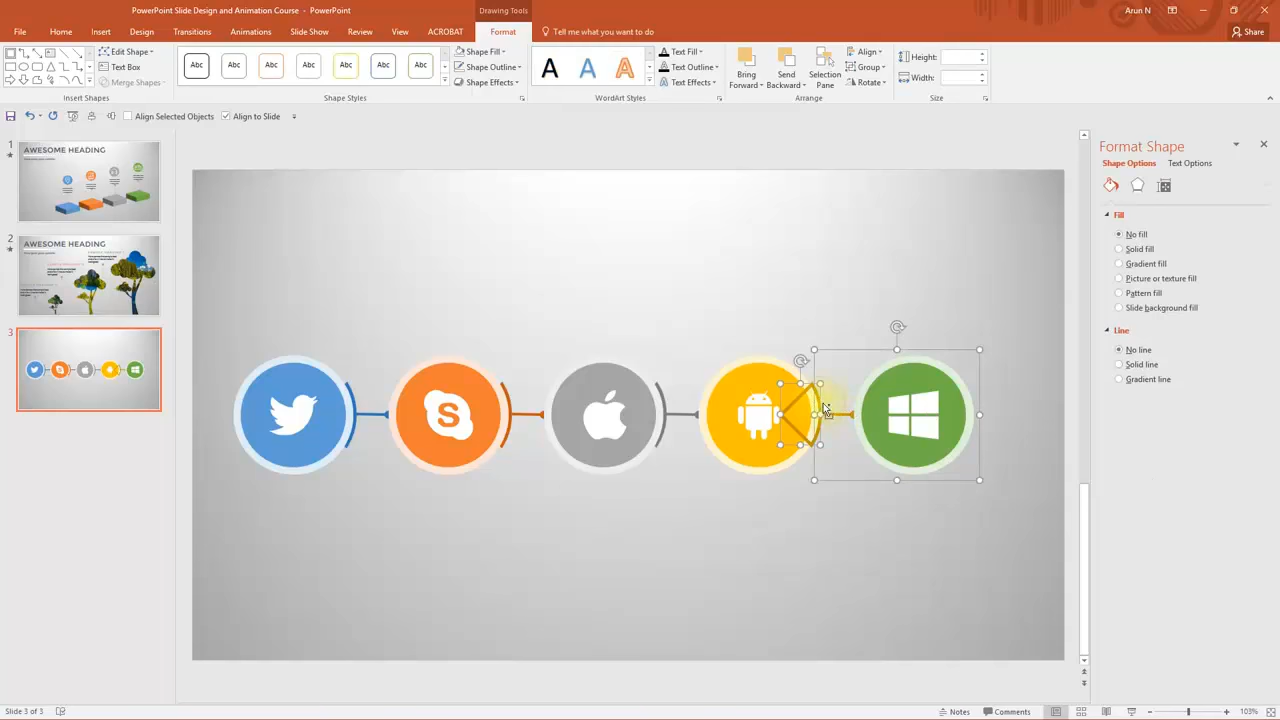 PowerPoint Slide Design and Animation Course - PowerPoint
Drawing Tools
Arun N
File Home Insert Design Transitions Animations Slide Show Review View ACROBAT Format Tell me what you want to do Share
Edit Shape
Text Box
Merge Shapes
Insert Shapes
Abc Abc Abc Abc Abc Abc Abc
Shape Fill
Shape Outline
Shape Effects
Shape Styles
A A A
Text Fill
Text Outline
Text Effects
WordArt Styles
Bring Forward
Send Backward
Selection Pane
Align
Group
Rotate
Arrange
Height:
Width:
Size
Align Selected Objects Align to Slide
1
AWESOME HEADING
2
AWESOME HEADING
3
S
Format Shape
Shape Options Text Options
Fill
No fill
Solid fill
Gradient fill
Picture or texture fill
Pattern fill
Slide background fill
Line
No line
Solid line
Gradient line
Slide 3 of 3
Notes Comments 103%